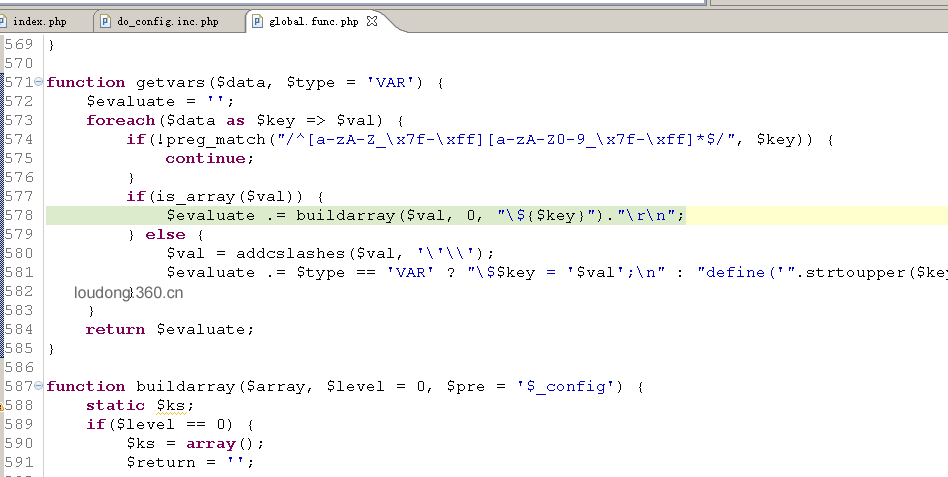 index.php do_config.inc.php global.func.php
569 }
570
571 function getvars($data, $type = 'VAR') {
572 $evaluate = '';
573 foreach($data as $key => $val) {
574 if(!preg_match("/^[a-zA-Z_\x7f-\xff][a-zA-Z0-9_\x7f-\xff]*$/", $key)) {
575 continue;
576 }
577 if(is_array($val)) {
578 $evaluate .= buildarray($val, 0, "\${$key}")."\r\n";
579 } else {
580 $val = addcslashes($val, '\'\\');
581 $evaluate .= $type == 'VAR' ? "\$$key = '$val';\n" : "define('".strtoupper($key
582 }
loudong.360.cn
583 }
584 return $evaluate;
585 }
586
587 function buildarray($array, $level = 0, $pre = '$_config') {
588 static $ks;
589 if($level == 0) {
590 $ks = array();
591 $return = '';